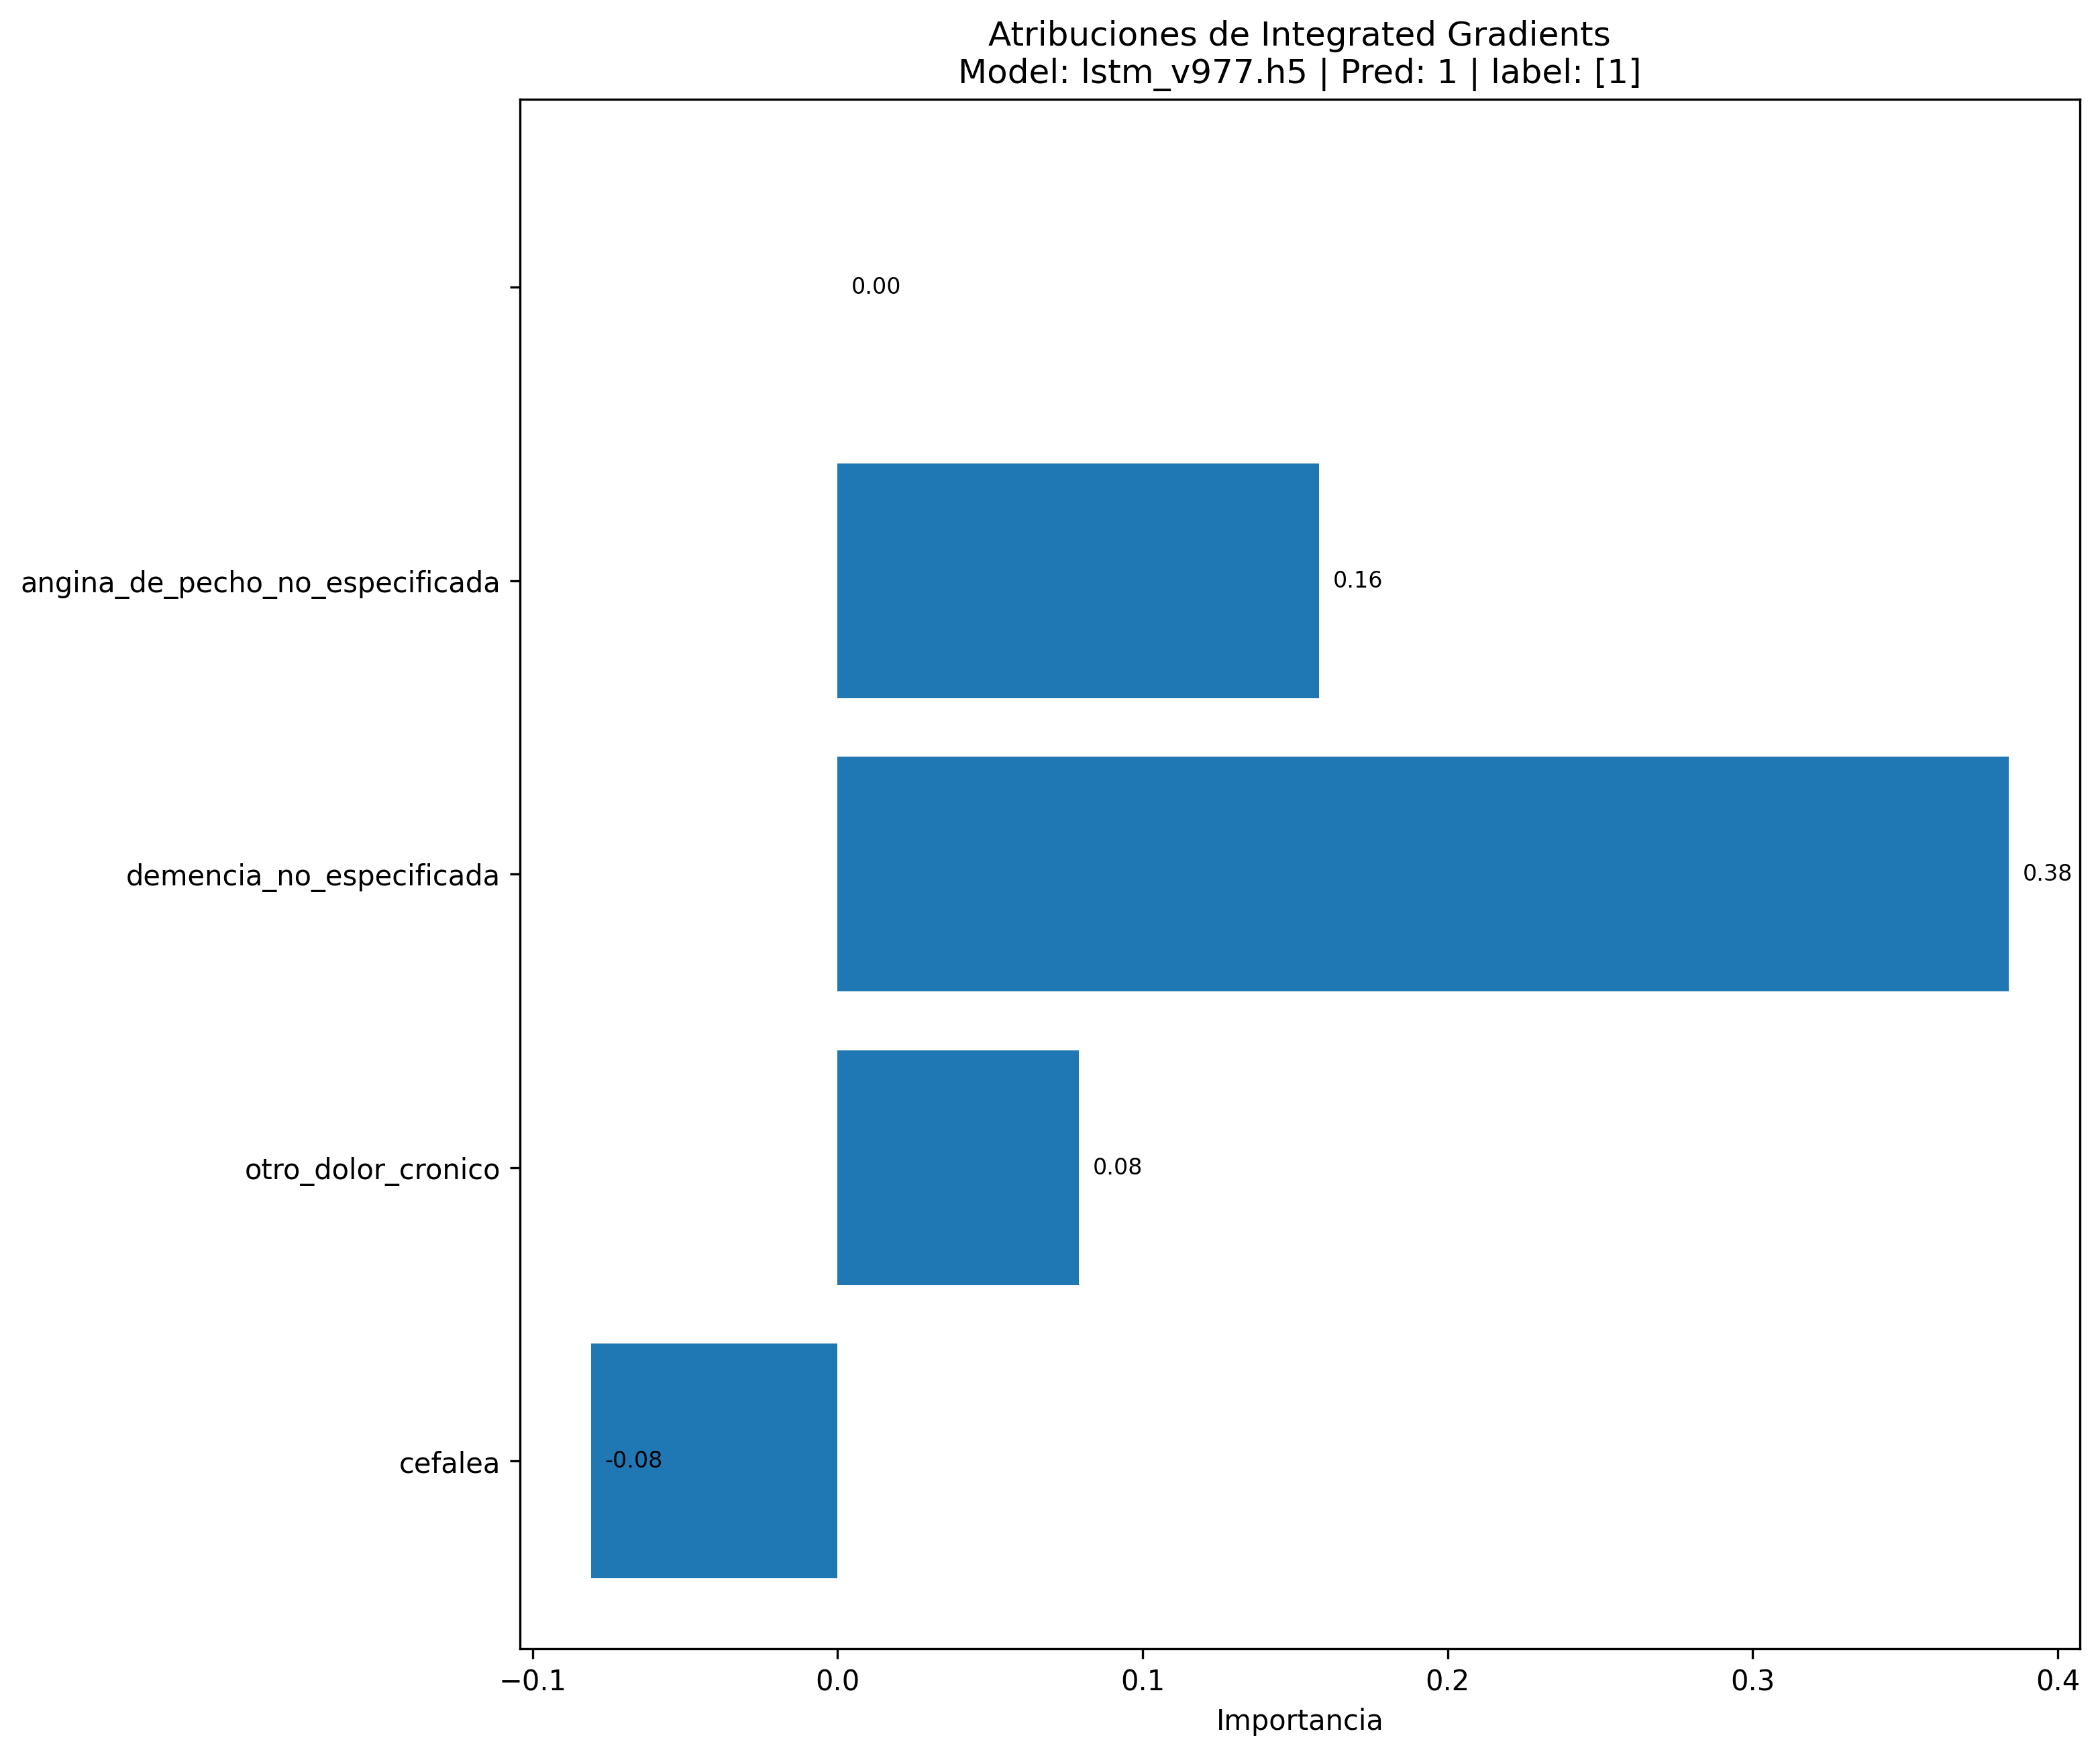 Atribuciones de Integrated Gradients
Model: lstm_v977.h5 | Pred: 1 | label: [1]
0.00
angina_de_pecho_no_especificada
0.16
demencia_no_especificada
0.38
otro_dolor_cronico
0.08
cefalea
-0.08
−0.1 0.0 0.1 0.2 0.3 0.4
Importancia